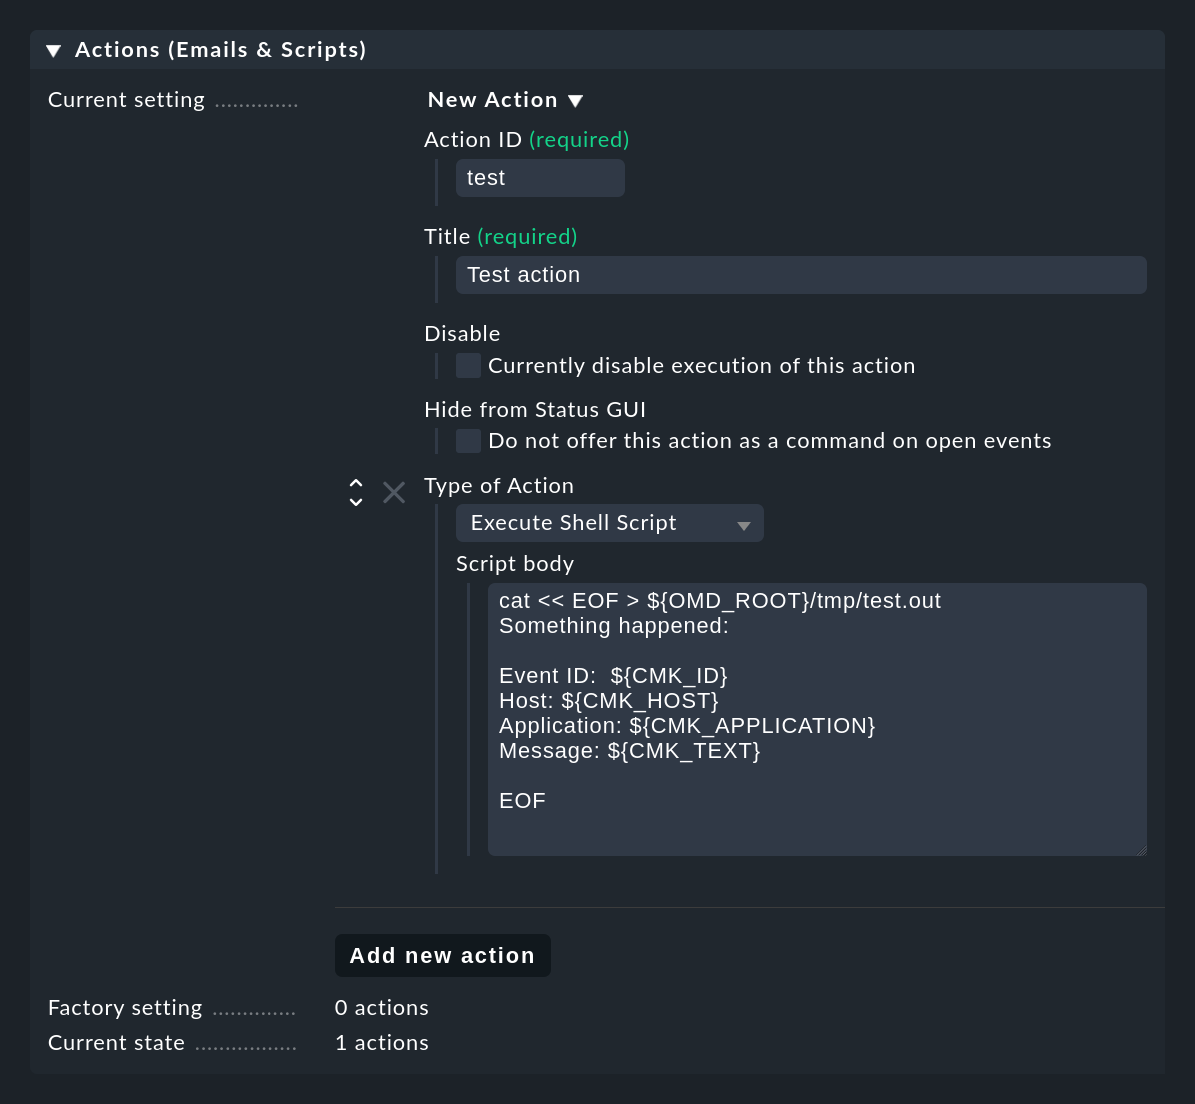 Actions (Emails & Scripts)
Current setting ..............
New Action
Action ID (required)
test
Title (required)
Test action
Disable
Currently disable execution of this action
Hide from Status GUI
Do not offer this action as a command on open events
Type of Action
Execute Shell Script
Script body
cat << EOF > ${OMD_ROOT}/tmp/test.out
Something happened:
Event ID:  ${CMK_ID}
Host: ${CMK_HOST}
Application: ${CMK_APPLICATION}
Message: ${CMK_TEXT}
EOF
Add new action
Factory setting .............. 0 actions
Current state ................. 1 actions